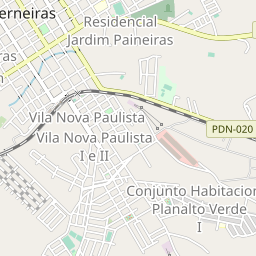 erneiras
Residencial
Jardim Paineiras
Vila Nova Paulista
Vila Nova Paulista
I e II
PDN-020
Conjunto Habitacion
Planalto Verde
I